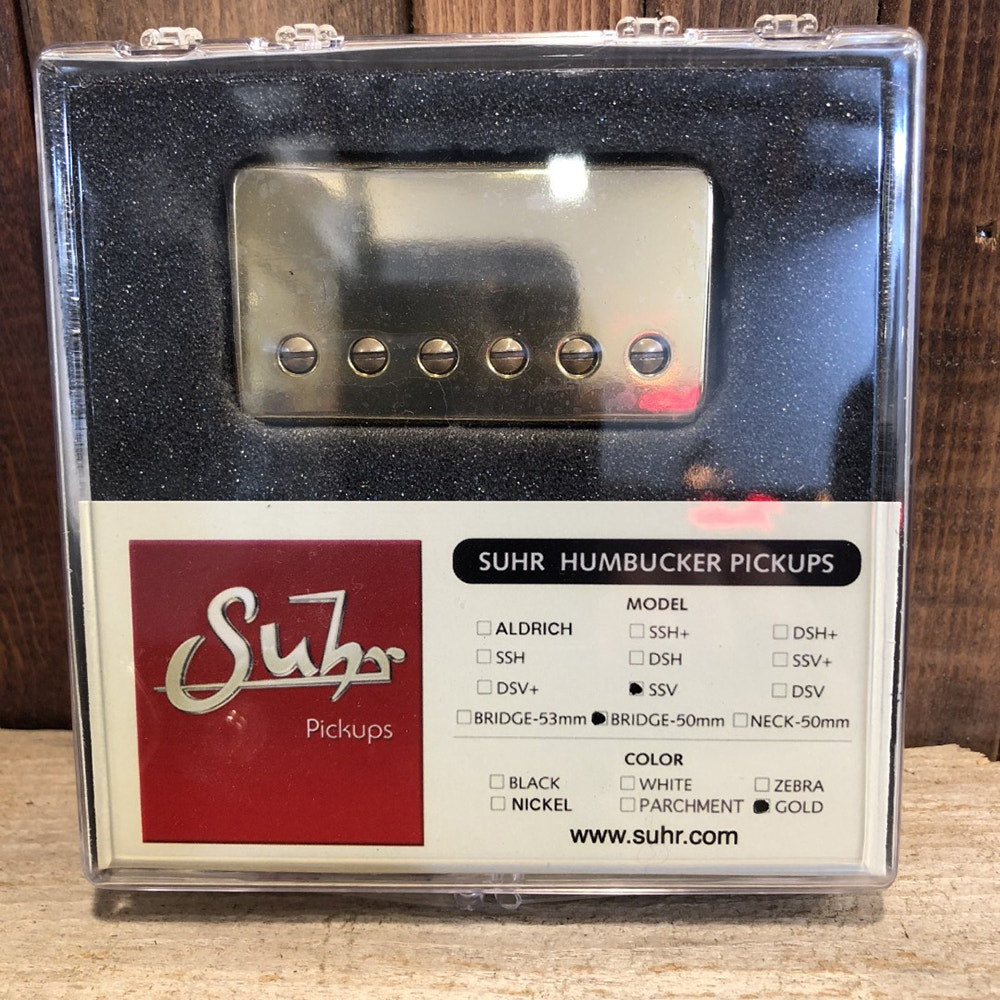 Suhr
Pickups
SUHR HUMBUCKER PICKUPS
MODEL
ALDRICH SSH+ DSH+
SSH DSH SSV+
DSV+ SSV DSV
BRIDGE-53mm BRIDGE-50mm NECK-50mm
COLOR
BLACK WHITE ZEBRA
NICKEL PARCHMENT GOLD
www.suhr.com